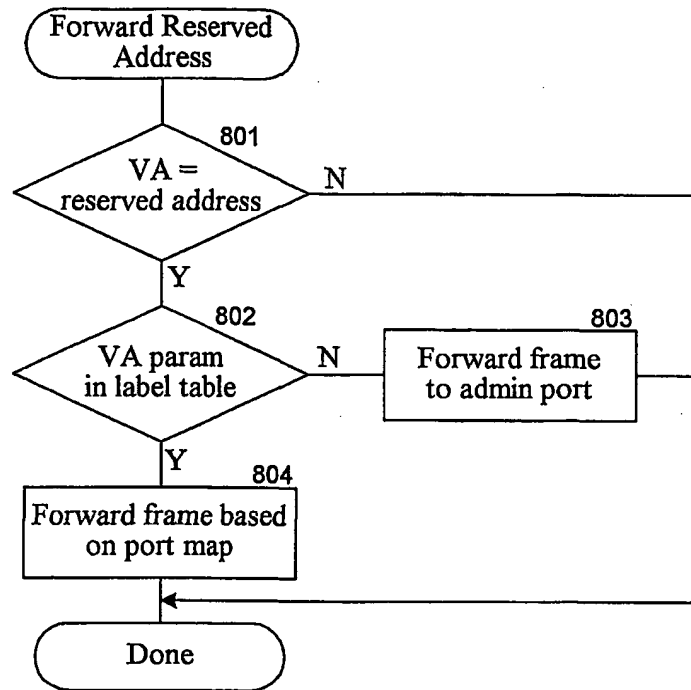 Forward Reserved
Address
801
VA =
reserved address
N
Y
802
VA param
in label table
N
803
Forward frame
to admin port
Y
804
Forward frame based
on port map
Done